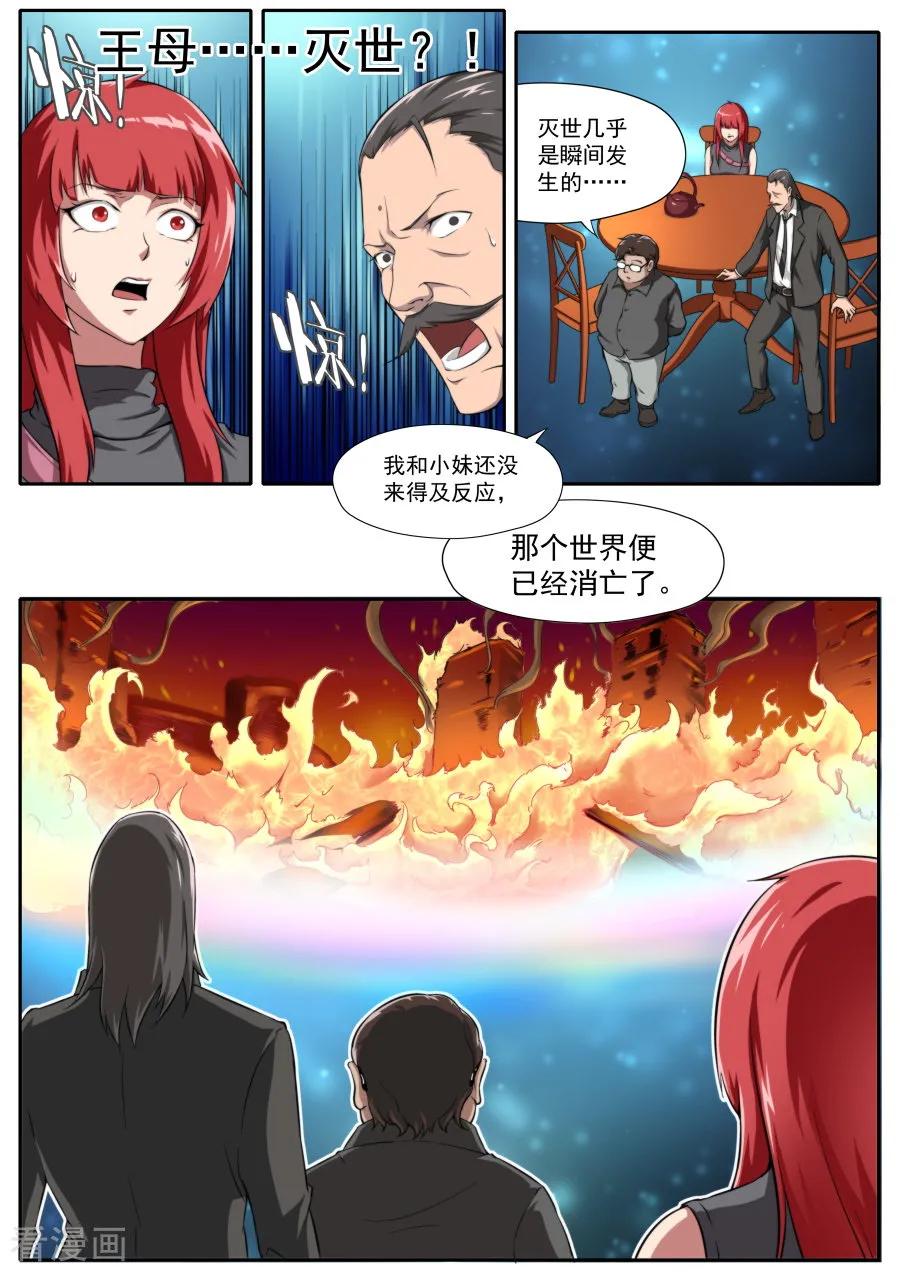 王母……灭世？！
惊！
惊！
灭世几乎
是瞬间发
生的……
我和小妹还没
来得及反应，
那个世界便
已经消亡了。
看漫画